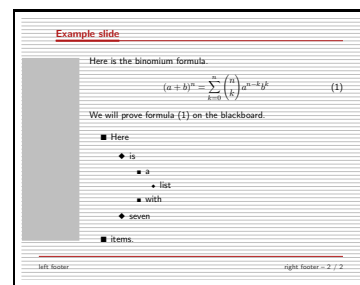 Example slide
Here is the binomium formula.
(a + b)^n = \sum_{k=0}^{n} \binom{n}{k} a^{n-k} b^k (1)
We will prove formula (1) on the blackboard.
■ Here
◆ is
■ a
◆ list
■ with
◆ seven
■ items.
left footer right footer – 2 / 2